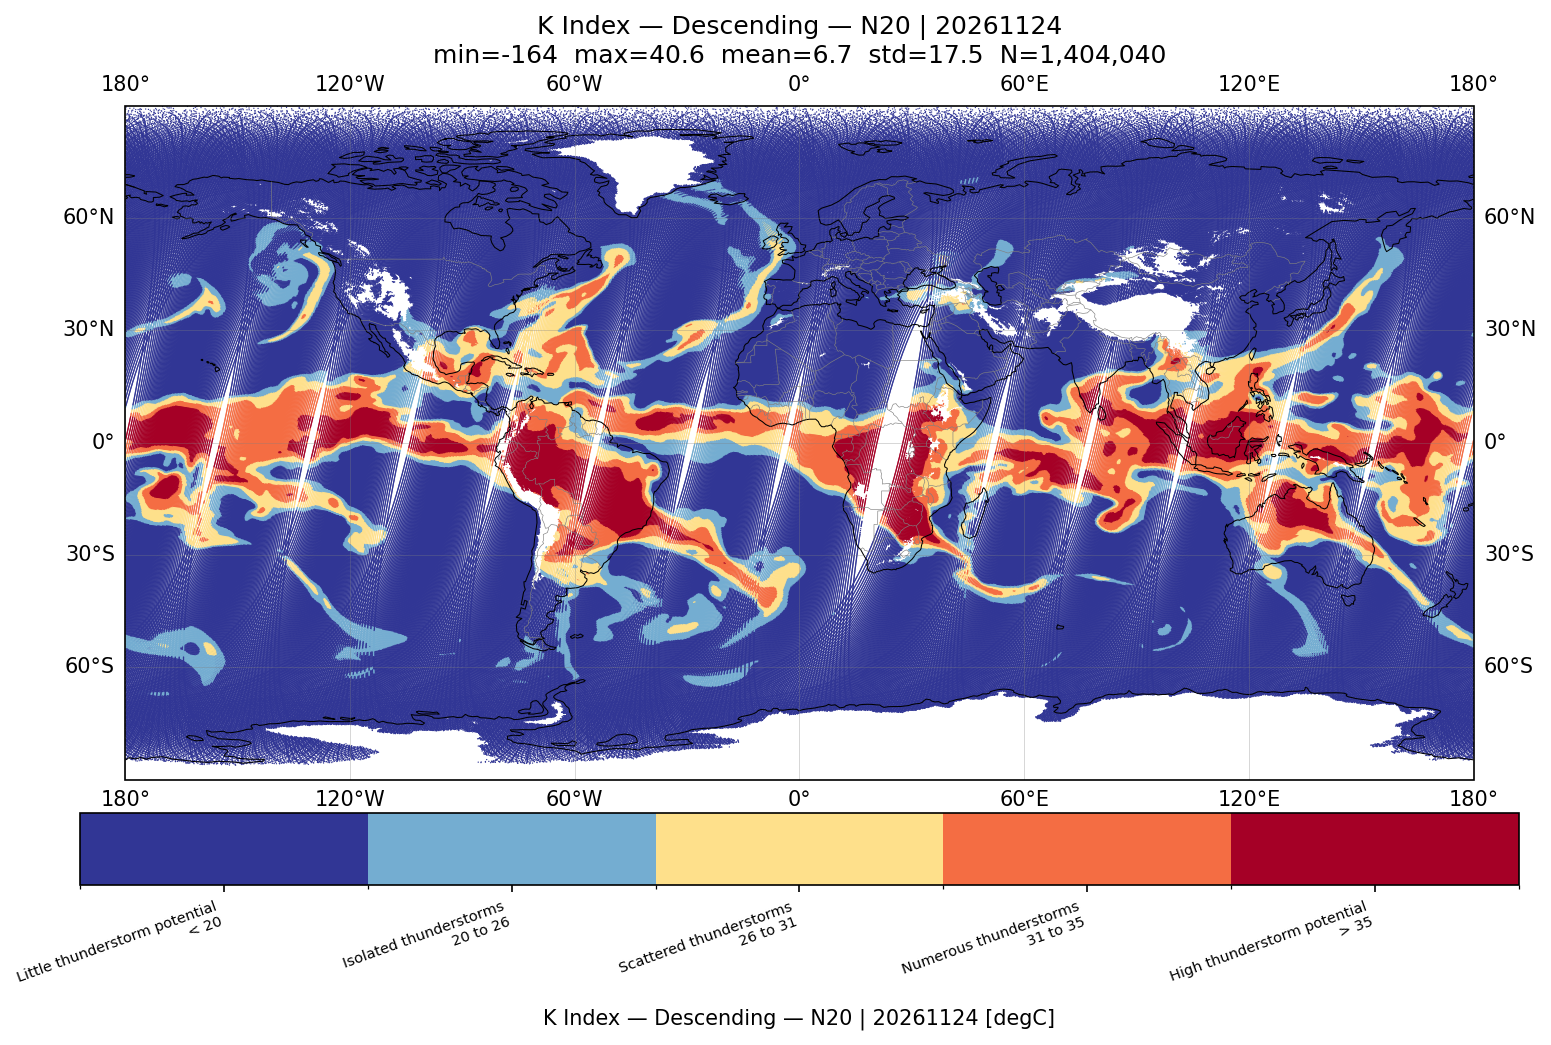 K Index — Descending — N20 | 20261124
min=-164  max=40.6  mean=6.7  std=17.5  N=1,404,040
180° 120°W 60°W 0° 60°E 120°E 180°
60°N 60°N
30°N 30°N
0° 0°
30°S 30°S
60°S 60°S
180° 120°W 60°W 0° 60°E 120°E 180°
Little thunderstorm potential
< 20
Isolated thunderstorms
20 to 26
Scattered thunderstorms
26 to 31
Numerous thunderstorms
31 to 35
High thunderstorm potential
> 35
K Index — Descending — N20 | 20261124 [degC]